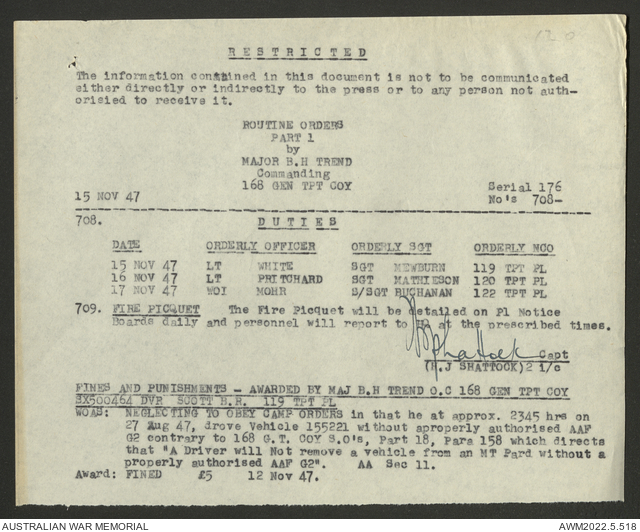 120
RESTRICTED
The information contained in this document is not to be communicated
either directly or indirectly to the press or to any person not auth-
orisied to receive it.
ROUTINE ORDERS
PART 1
by
MAJOR B.H TREND
Commanding
168 GEN TPT COY
15 NOV 47
Serial 176
No's 708-
708. DUTIES
DATE ORDERLY OFFICER ORDERLY SGT ORDERLY NCO
15 NOV 47 LT WHITE SGT NEWBURN 119 TPT PL
16 NOV 47 LT PRITCHARD SGT MATHIESON 120 TPT PL
17 NOV 47 WOI MOHR S/SGT BUCHANAN 122 TPT PL
709. FIRE PICQUET The Fire Picquet will be detailed on Pl Notice
Boards daily and personnel will report to HQ at the prescribed times.
Shattock Capt
(R.J SHATTOCK) 2 i/c
FINES AND PUNISHMENTS - AWARDED BY MAJ B.H TREND O.C 168 GEN TPT COY
SX500464 DVR SCOTT B.R. 119 TPT PL
WOAS: NEGLECTING TO OBEY CAMP ORDERS in that he at approx. 2345 hrs on
27 Aug 47, drove Vehicle 155221 without aproperly authorised AAF
G2 contrary to 168 G.T. COY S.O's, Part 18, Para 158 which directs
that "A Driver will Not remove a vehicle from an MT Pard without a
properly authorised AAF G2". AA Sec 11.
Award: FINED £5 12 Nov 47.
AUSTRALIAN WAR MEMORIAL
AWM2022.5.518